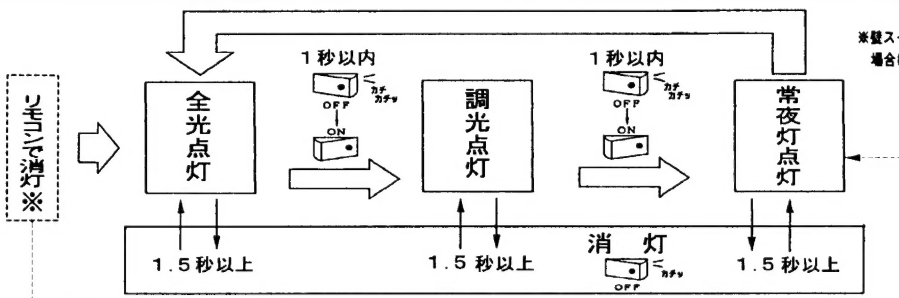 ※壁ス
場合
リモコンで消灯※
全光点灯
1秒以内
カチ
カチッ
OFF
ON
調光点灯
1秒以内
カチ
カチッ
OFF
ON
常夜灯点灯
1.5秒以上
1.5秒以上
消灯
カチッ
OFF
1.5秒以上